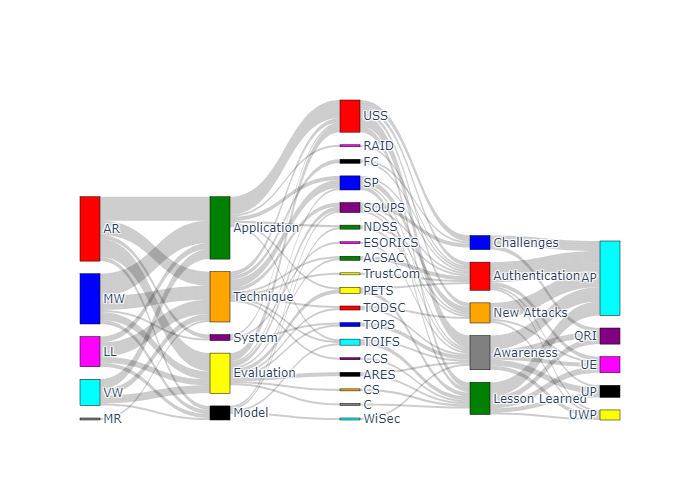 AR
MW
LL
VW
MR
Application
Technique
System
Evaluation
Model
USS
RAID
FC
SP
SOUPS
NDSS
ESORICS
ACSAC
TrustCom
PETS
TODSC
TOPS
TOIFS
CCS
ARES
CS
C
WiSec
Challenges
Authentication
New Attacks
Awareness
Lesson Learned
AP
QRI
UE
UP
UWP